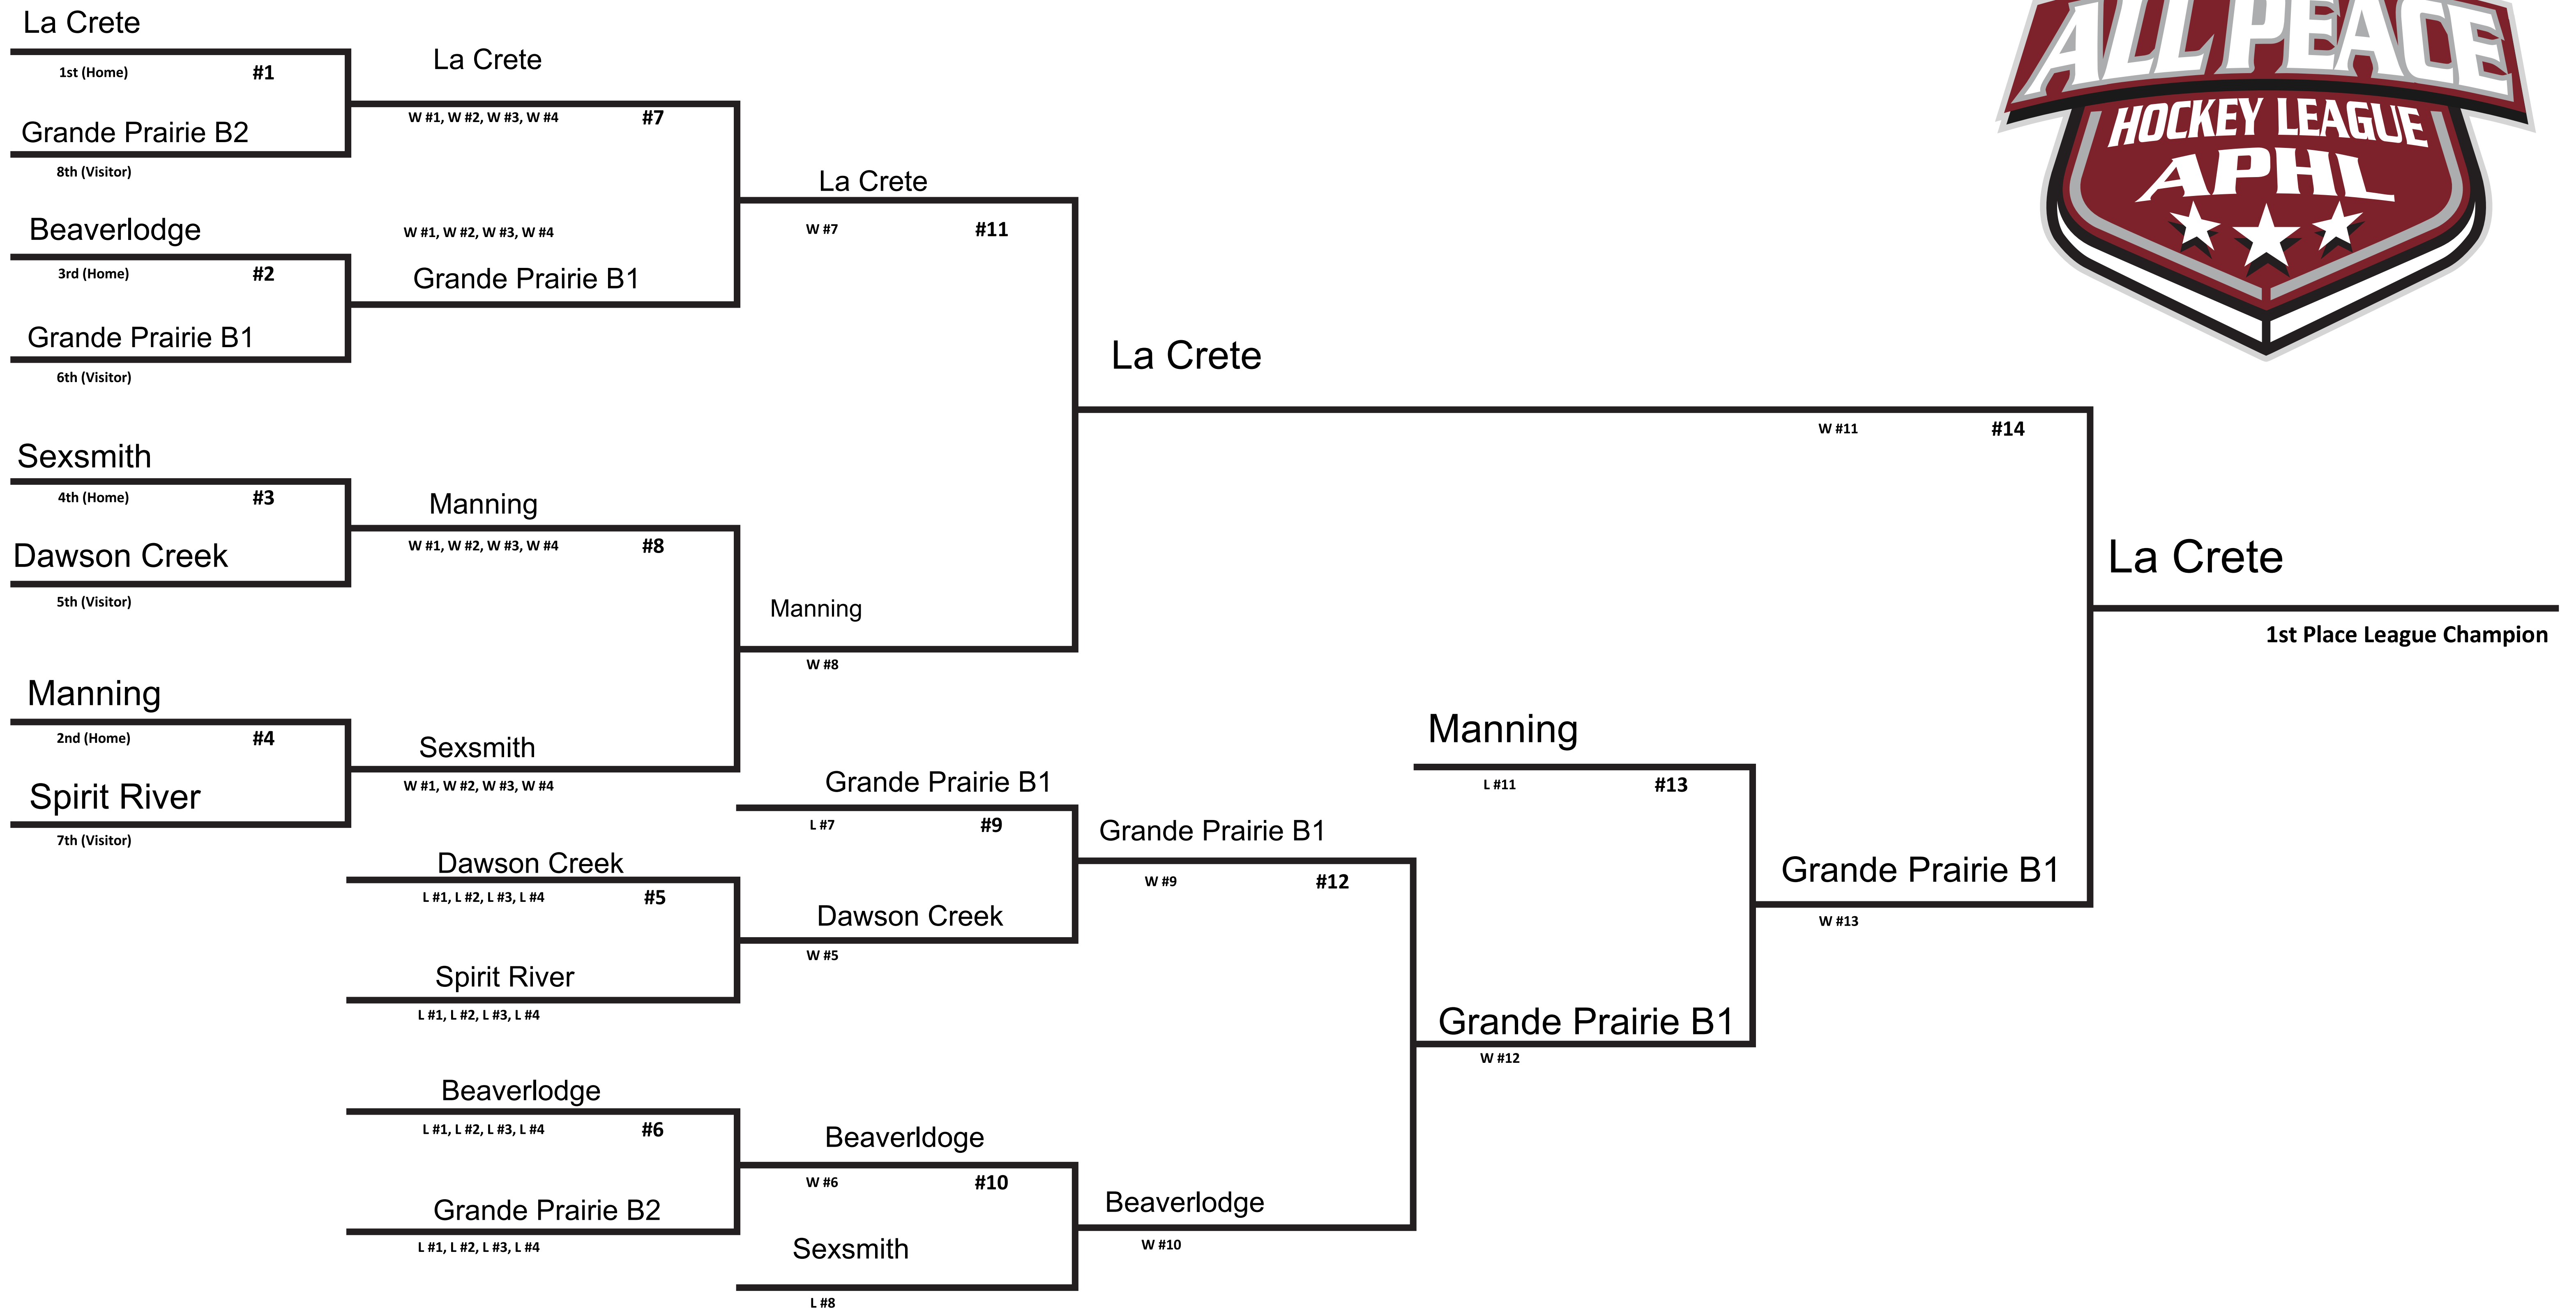 ALL PEACE
HOCKEY LEAGUE
APHL
La Crete
1st (Home) #1
Grande Prairie B2
8th (Visitor)
Beaverlodge
3rd (Home) #2
Grande Prairie B1
6th (Visitor)
Sexsmith
4th (Home) #3
Dawson Creek
5th (Visitor)
Manning
2nd (Home) #4
Spirit River
7th (Visitor)
La Crete
W #1, W #2, W #3, W #4 #7
W #1, W #2, W #3, W #4
Grande Prairie B1
Manning
W #1, W #2, W #3, W #4 #8
Sexsmith
W #1, W #2, W #3, W #4
Dawson Creek
L #1, L #2, L #3, L #4 #5
Spirit River
L #1, L #2, L #3, L #4
Beaverlodge
L #1, L #2, L #3, L #4 #6
Grande Prairie B2
L #1, L #2, L #3, L #4
La Crete
W #7 #11
Manning
W #8
Grande Prairie B1
L #7 #9
Dawson Creek
W #5
Beaverldoge
W #6 #10
Sexsmith
L #8
La Crete
W #11 #14
Grande Prairie B1
W #9 #12
Beaverlodge
W #10
Manning
L #11 #13
Grande Prairie B1
W #12
Grande Prairie B1
W #13
La Crete
1st Place League Champion